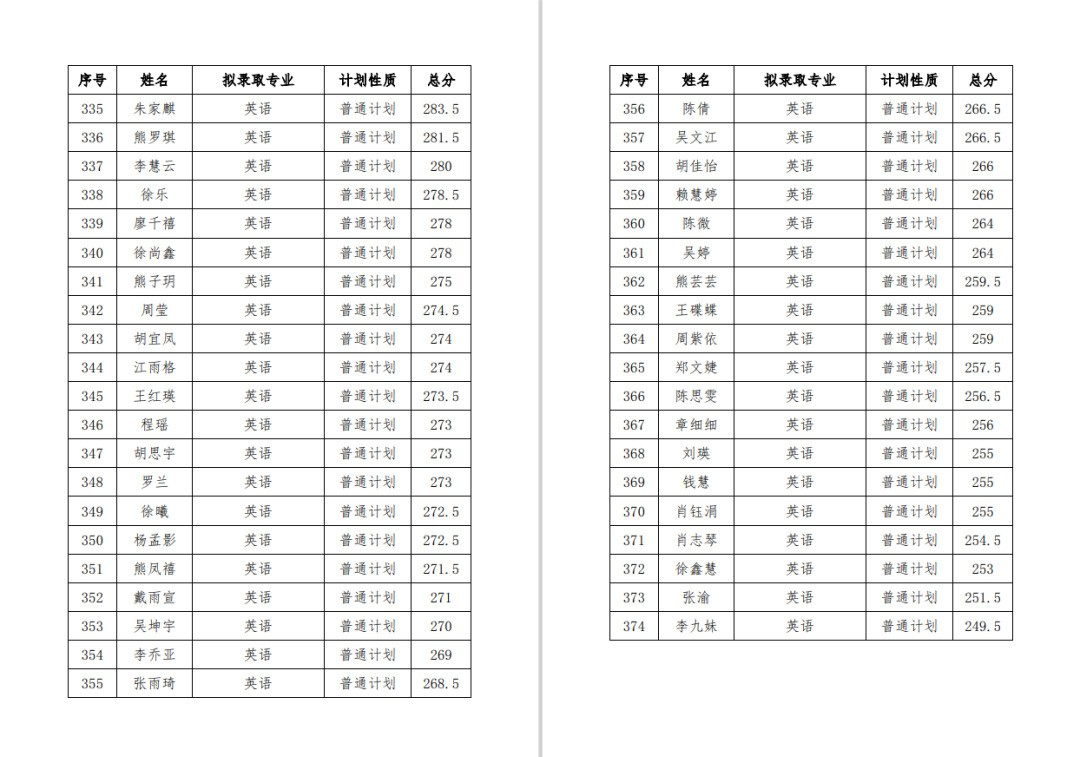 序号 姓名 拟录取专业 计划性质 总分
335 朱家麒 英语 普通计划 283.5
336 熊罗琪 英语 普通计划 281.5
337 李慧云 英语 普通计划 280
338 徐乐 英语 普通计划 278.5
339 廖千禧 英语 普通计划 278
340 徐尚鑫 英语 普通计划 278
341 熊子玥 英语 普通计划 275
342 周莹 英语 普通计划 274.5
343 胡宜凤 英语 普通计划 274
344 江雨格 英语 普通计划 274
345 王红瑛 英语 普通计划 273.5
346 程瑶 英语 普通计划 273
347 胡思宇 英语 普通计划 273
348 罗兰 英语 普通计划 273
349 徐曦 英语 普通计划 272.5
350 杨孟影 英语 普通计划 272.5
351 熊凤禧 英语 普通计划 271.5
352 戴雨宣 英语 普通计划 271
353 吴坤宇 英语 普通计划 270
354 李乔亚 英语 普通计划 269
355 张雨琦 英语 普通计划 268.5
序号 姓名 拟录取专业 计划性质 总分
356 陈倩 英语 普通计划 266.5
357 吴文江 英语 普通计划 266.5
358 胡佳怡 英语 普通计划 266
359 赖慧婷 英语 普通计划 266
360 陈微 英语 普通计划 264
361 吴婷 英语 普通计划 264
362 熊芸芸 英语 普通计划 259.5
363 王碟蝶 英语 普通计划 259
364 周紫依 英语 普通计划 259
365 郑文婕 英语 普通计划 257.5
366 陈思雯 英语 普通计划 256.5
367 章细细 英语 普通计划 256
368 刘瑛 英语 普通计划 255
369 钱慧 英语 普通计划 255
370 肖钰涓 英语 普通计划 255
371 肖志琴 英语 普通计划 254.5
372 徐鑫慧 英语 普通计划 253
373 张渝 英语 普通计划 251.5
374 李九妹 英语 普通计划 249.5